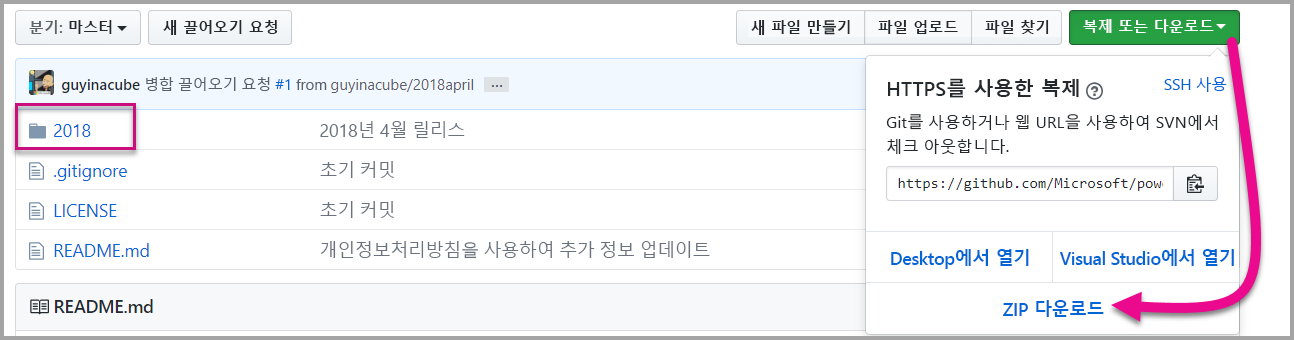 분기: 마스터 새 끌어오기 요청 새 파일 만들기 파일 업로드 파일 찾기 복제 또는 다운로드
guyinacube 병합 끌어오기 요청 #1 from guyinacube/2018april ...
2018 2018년 4월 릴리스
.gitignore 초기 커밋
LICENSE 초기 커밋
README.md 개인정보처리방침을 사용하여 추가 정보 업데이트
README.md
HTTPS를 사용한 복제 ? SSH 사용
Git를 사용하거나 웹 URL을 사용하여 SVN에서
체크 아웃합니다.
https://github.com/Microsoft/pow
Desktop에서 열기 Visual Studio에서 열기
ZIP 다운로드